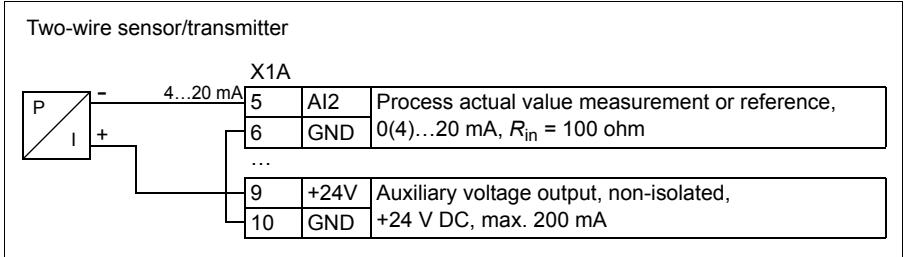 Two-wire sensor/transmitter
X1A
P
I
-
+
4…20 mA
5 AI2 Process actual value measurement or reference,
6 GND 0(4)…20 mA, Rin = 100 ohm
…
9 +24V Auxiliary voltage output, non-isolated,
10 GND +24 V DC, max. 200 mA